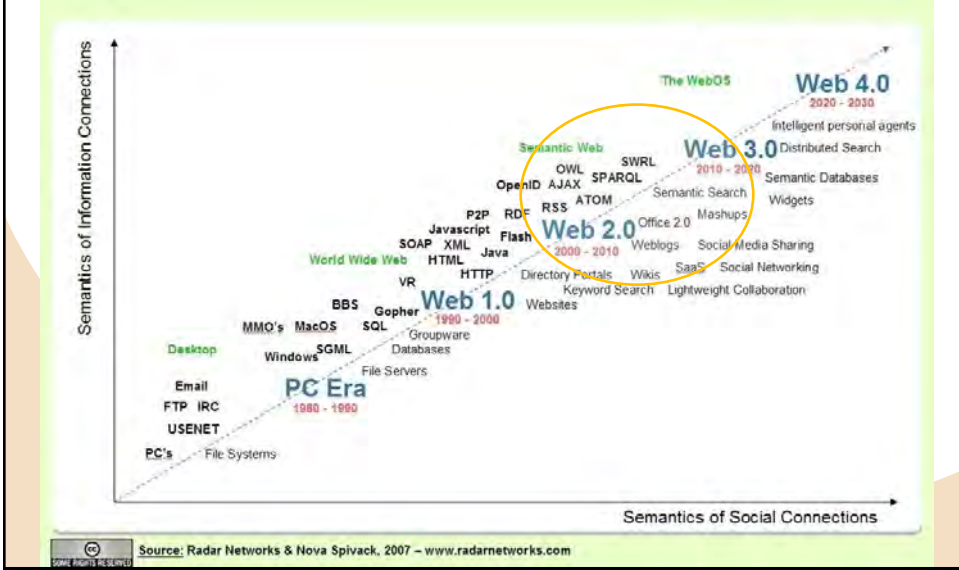 Semantics of Information Connections
The WebOS
Web 4.0
2020 - 2030
Intelligent personal agents
Semantic Web
SWRL
Web 3.0
Distributed Search
2010 - 2020
OWL
SPARQL
Semantic Databases
OpenID AJAX
Semantic Search
Widgets
ATOM
P2P RDF RSS
Mashups
Office 2.0
Javascript
Flash
Web 2.0
SOAP XML
Java
2000 - 2010
Weblogs
Social Media Sharing
World Wide Web
HTML
HTTP
Directory Portals
Wikis
SaaS
Social Networking
VR
Keyword Search
Lightweight Collaboration
BBS
Gopher
Web 1.0
Websites
1990 - 2000
MMO's
MacOS
SQL
Groupware
Desktop
Windows
SGML
Databases
File Servers
Email
PC Era
FTP IRC
1980 - 1990
USENET
PC's
File Systems
Semantics of Social Connections
cc
SOME RIGHTS RESERVED
Source: Radar Networks & Nova Spivack, 2007 – www.radarnetworks.com